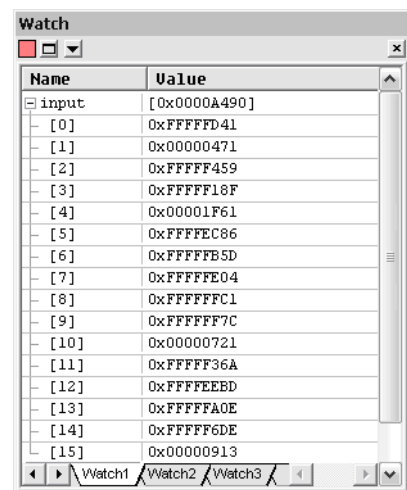 Watch
Name Value
input [0x0000A490]
[0] 0xFFFFFD41
[1] 0x00000471
[2] 0xFFFFF459
[3] 0xFFFFF18F
[4] 0x00001F61
[5] 0xFFFFEC86
[6] 0xFFFFFB5D
[7] 0xFFFFFE04
[8] 0xFFFFFFC1
[9] 0xFFFFFF7C
[10] 0x00000721
[11] 0xFFFFF36A
[12] 0xFFFFEEBD
[13] 0xFFFFFA0E
[14] 0xFFFFF6DE
[15] 0x00000913
Watch1 Watch2 Watch3